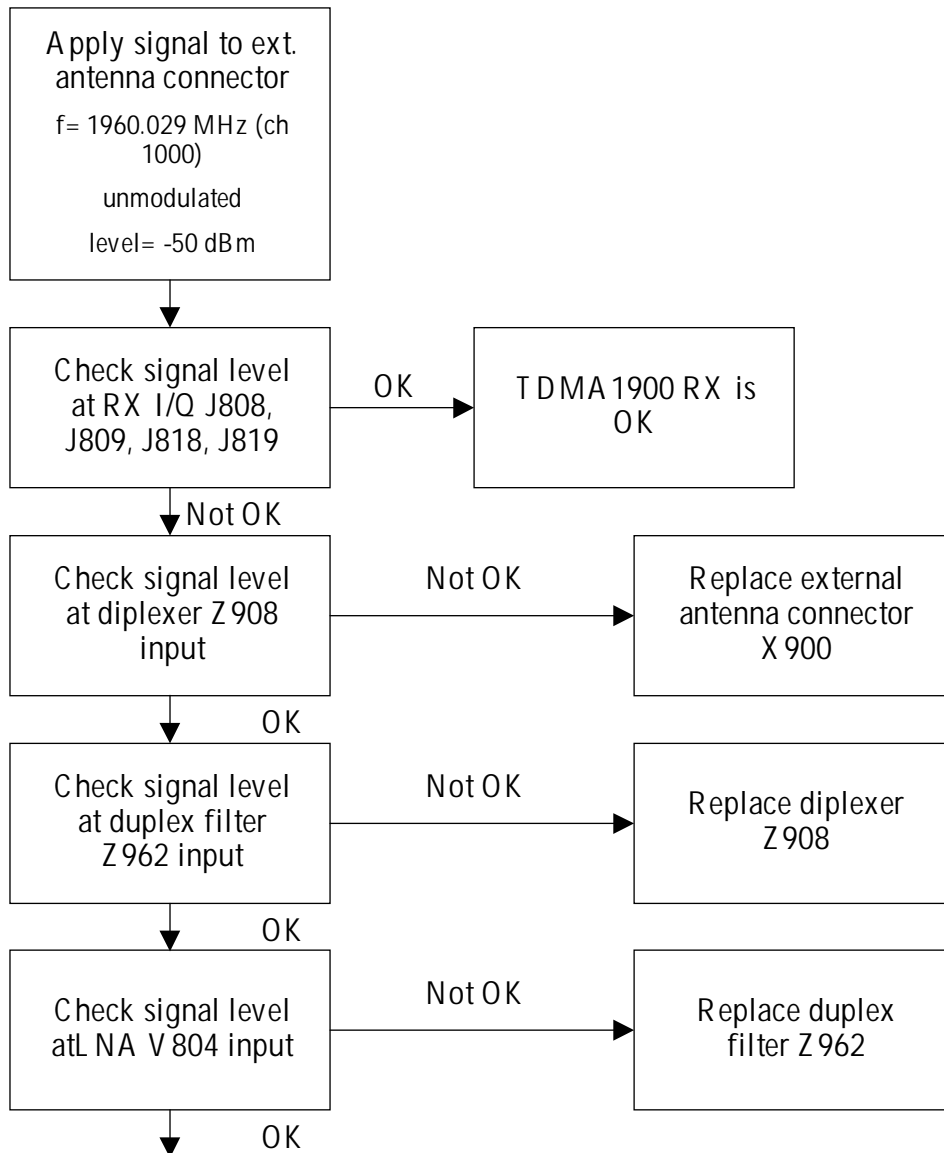 Apply signal to ext.
antenna connector
f= 1960.029 MHz (ch
1000)
unmodulated
level= -50 dBm
Check signal level
at RX I/Q J808,
J809, J818, J819
OK
TDMA1900 RX is
OK
Not OK
Check signal level
at diplexer Z908
input
Not OK
Replace external
antenna connector
X900
OK
Check signal level
at duplex filter
Z962 input
Not OK
Replace diplexer
Z908
OK
Check signal level
atLNA V804 input
Not OK
Replace duplex
filter Z962
OK